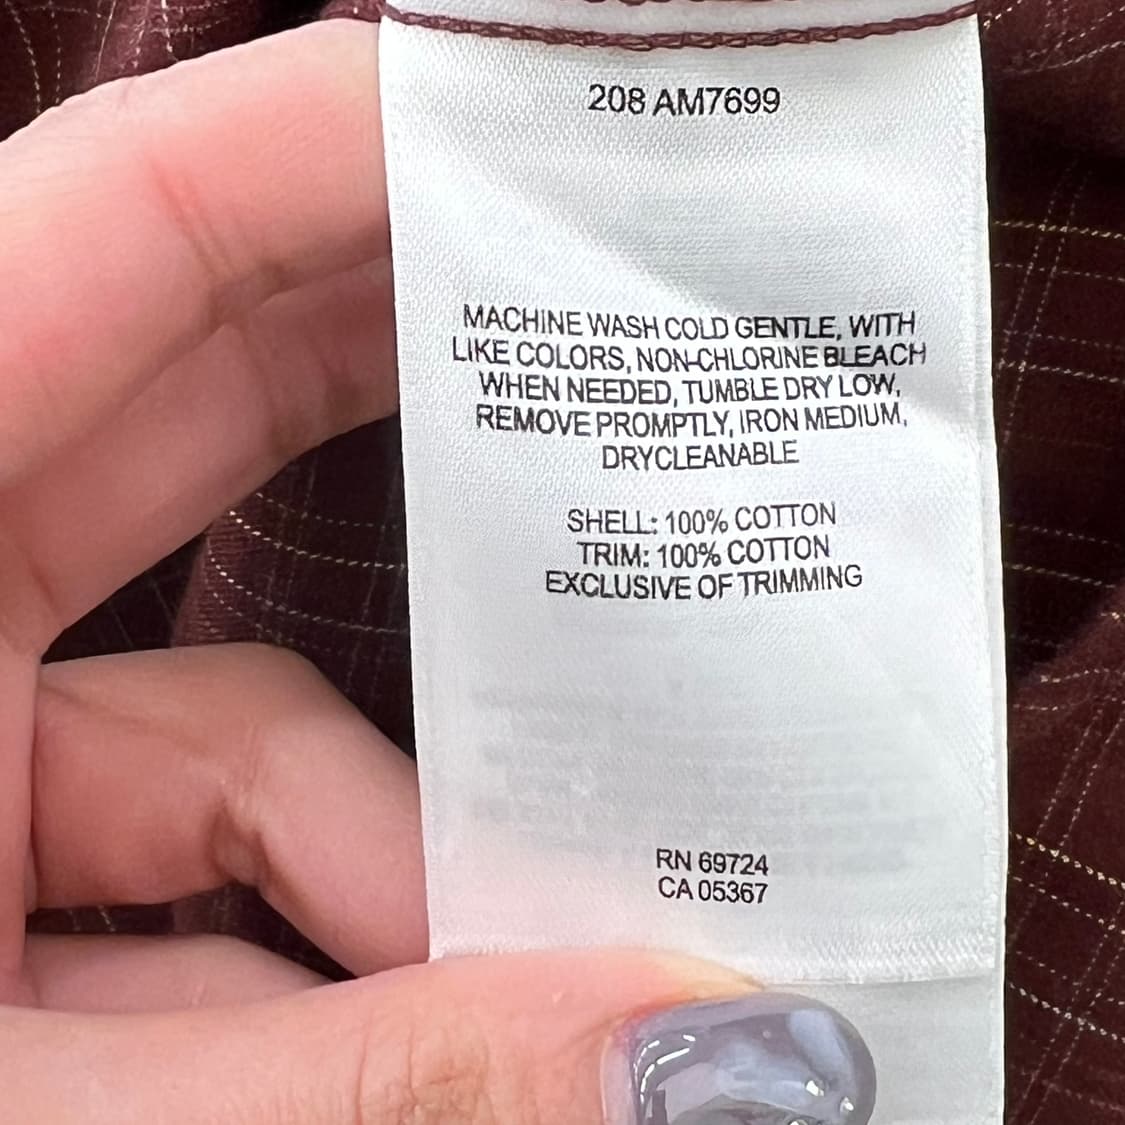 208 AM7699
MACHINE WASH COLD GENTLE, WITH
LIKE COLORS, NON-CHLORINE BLEACH
WHEN NEEDED, TUMBLE DRY LOW,
REMOVE PROMPTLY, IRON MEDIUM,
DRYCLEANABLE
SHELL: 100% COTTON
TRIM: 100% COTTON
EXCLUSIVE OF TRIMMING
RN 69724
CA 05367